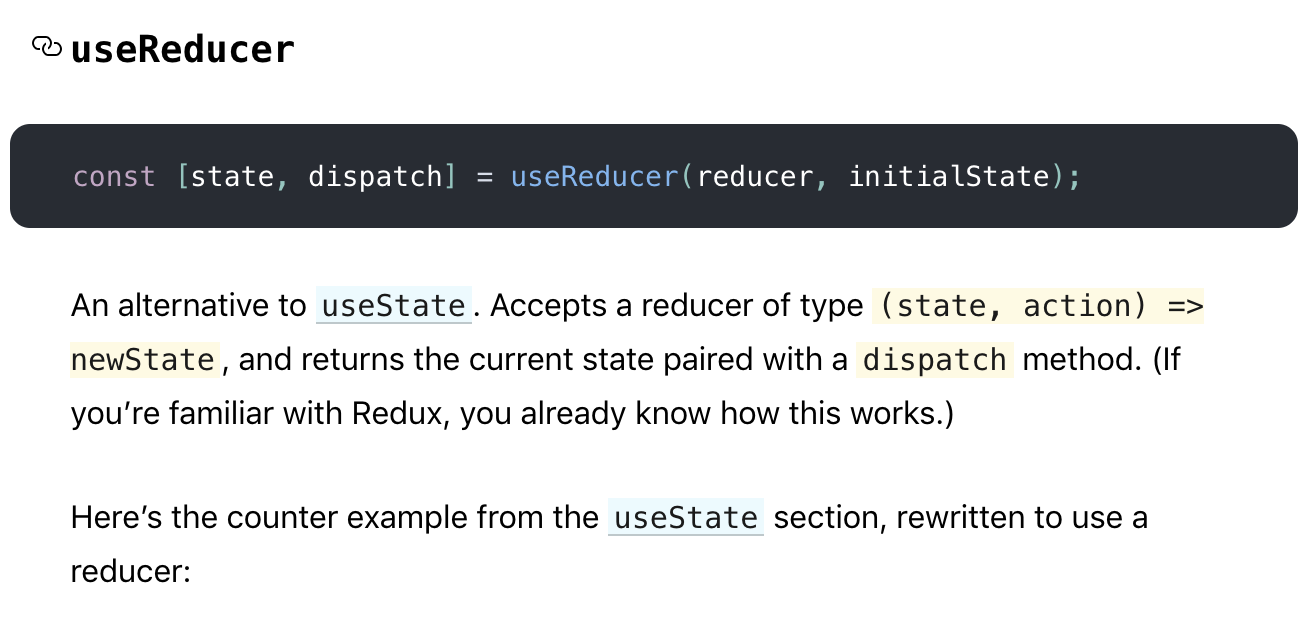 useReducer
const [state, dispatch] = useReducer(reducer, initialState);
An alternative to useState. Accepts a reducer of type (state, action) =>
newState, and returns the current state paired with a dispatch method. (If
you’re familiar with Redux, you already know how this works.)
Here’s the counter example from the useState section, rewritten to use a
reducer: